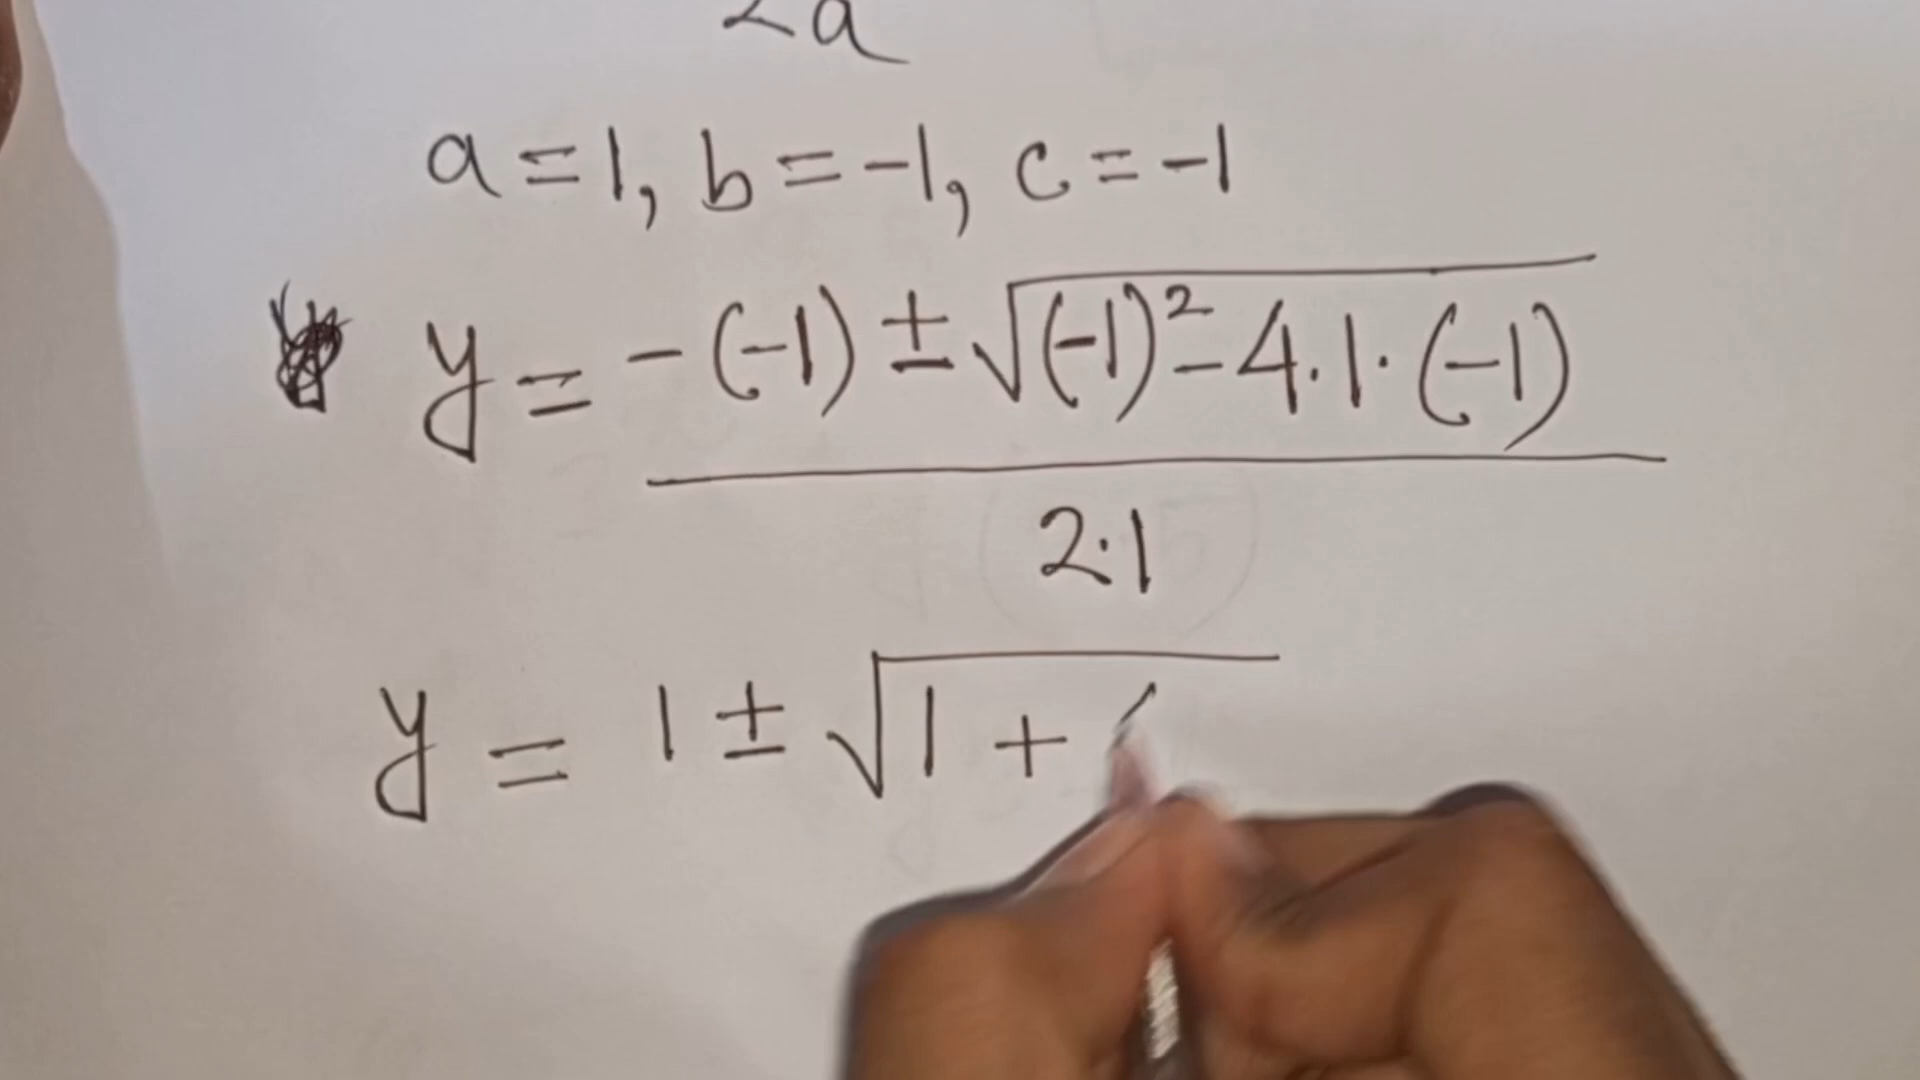 2a
a = 1, b = -1, c = -1
y = -(-1) ± √(-1)² - 4.1.(-1)
2.1
y = 1 ± √1 +